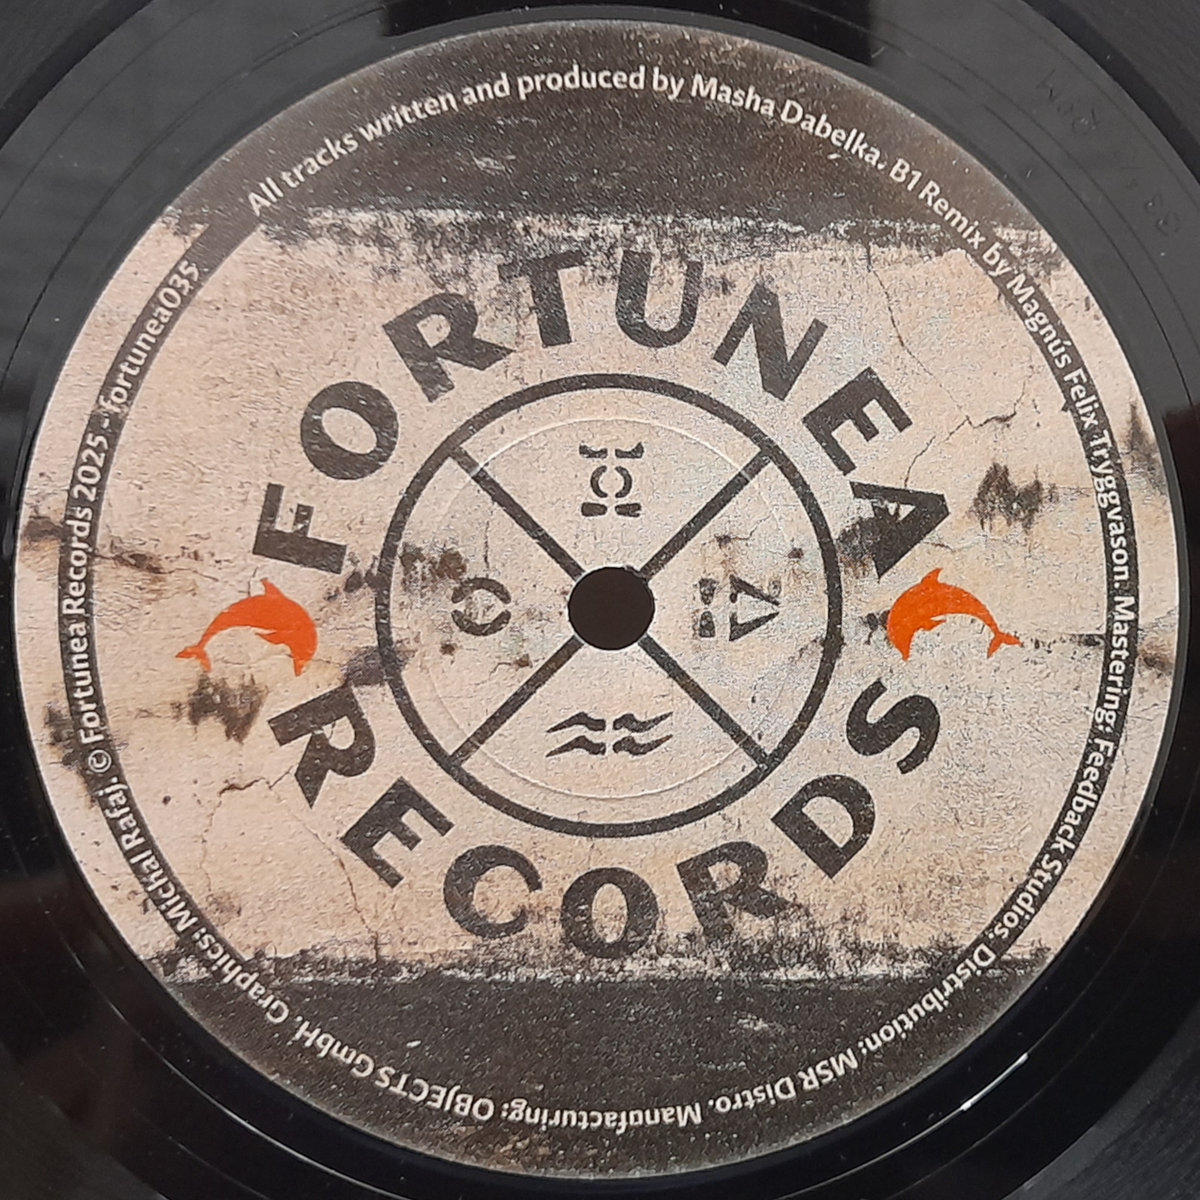 All tracks written and produced by Masha Dabelka. B1 Remix by Magnús Felix Tryggvason. Mastering: Feedback Studios. Distribution: MSR Distro. Manufacturing: OBJECTS GmbH. Graphics: Michal Rafaj. © Fortunea Records 2025 - fortunea035
FORTUNEA
RECORDS